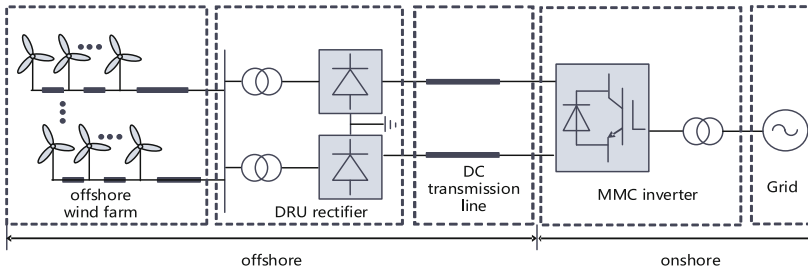 offshore
wind farm
DRU rectifier
DC
transmission
line
MMC inverter
Grid
offshore
onshore